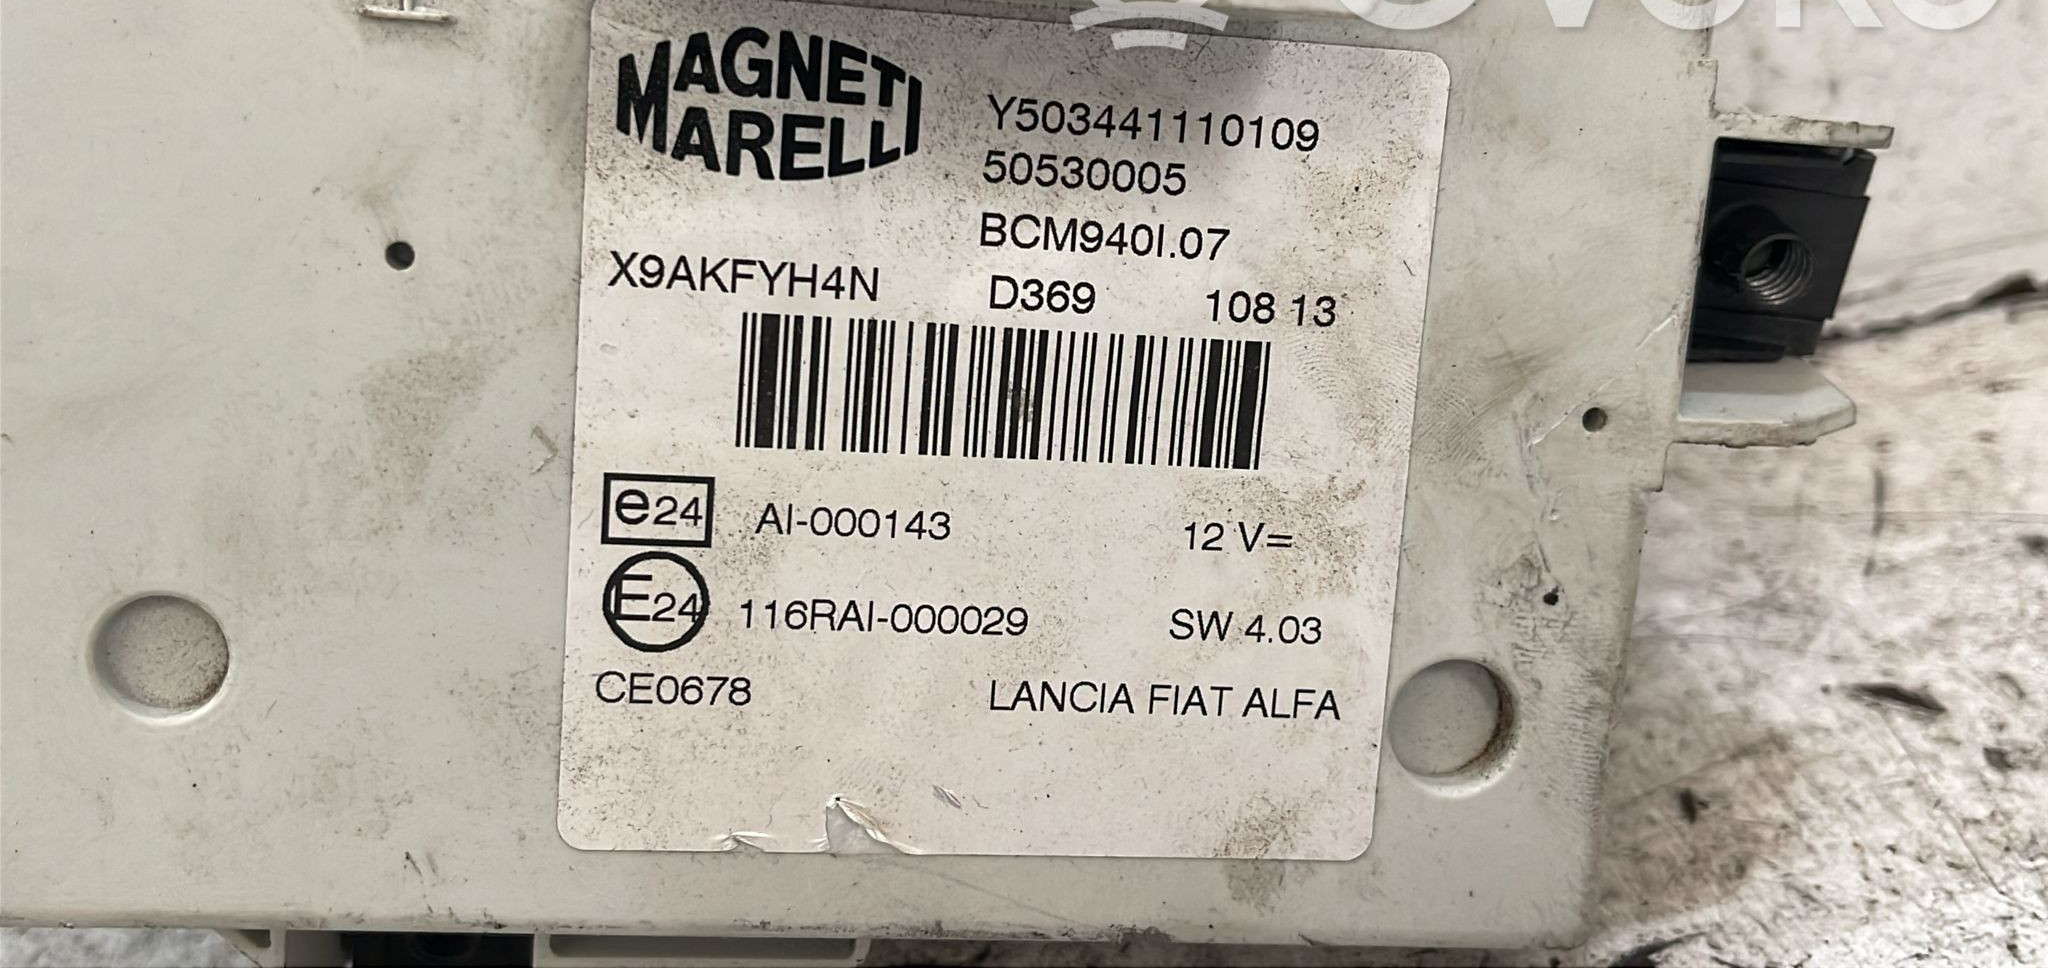 OVOKO
MAGNETI
MARELLI
Y503441110109
50530005
BCM940I.07
X9AKFYH4N D369 108 13
e24 AI-000143 12 V=
E24 116RAI-000029 SW 4.03
CE0678 LANCIA FIAT ALFA